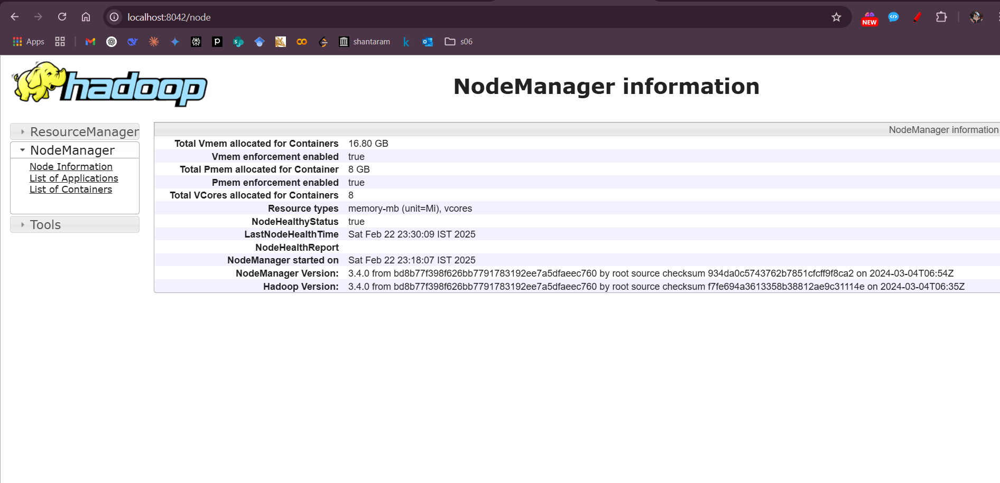 localhost:8042/node
NEW
Apps
shantaram
s06
hadoop
NodeManager information
ResourceManager
NodeManager
Node Information
List of Applications
List of Containers
Tools
NodeManager information
Total Vmem allocated for Containers 16.80 GB
Vmem enforcement enabled true
Total Pmem allocated for Container 8 GB
Pmem enforcement enabled true
Total VCores allocated for Containers 8
Resource types memory-mb (unit=Mi), vcores
NodeHealthyStatus true
LastNodeHealthTime Sat Feb 22 23:30:09 IST 2025
NodeHealthReport
NodeManager started on Sat Feb 22 23:18:07 IST 2025
NodeManager Version: 3.4.0 from bd8b77f398f626bb7791783192ee7a5dfaeec760 by root source checksum 934da0c5743762b7851cfcff9f8ca2 on 2024-03-04T06:54Z
Hadoop Version: 3.4.0 from bd8b77f398f626bb7791783192ee7a5dfaeec760 by root source checksum f7fe694a3613358b38812ae9c31114e on 2024-03-04T06:35Z